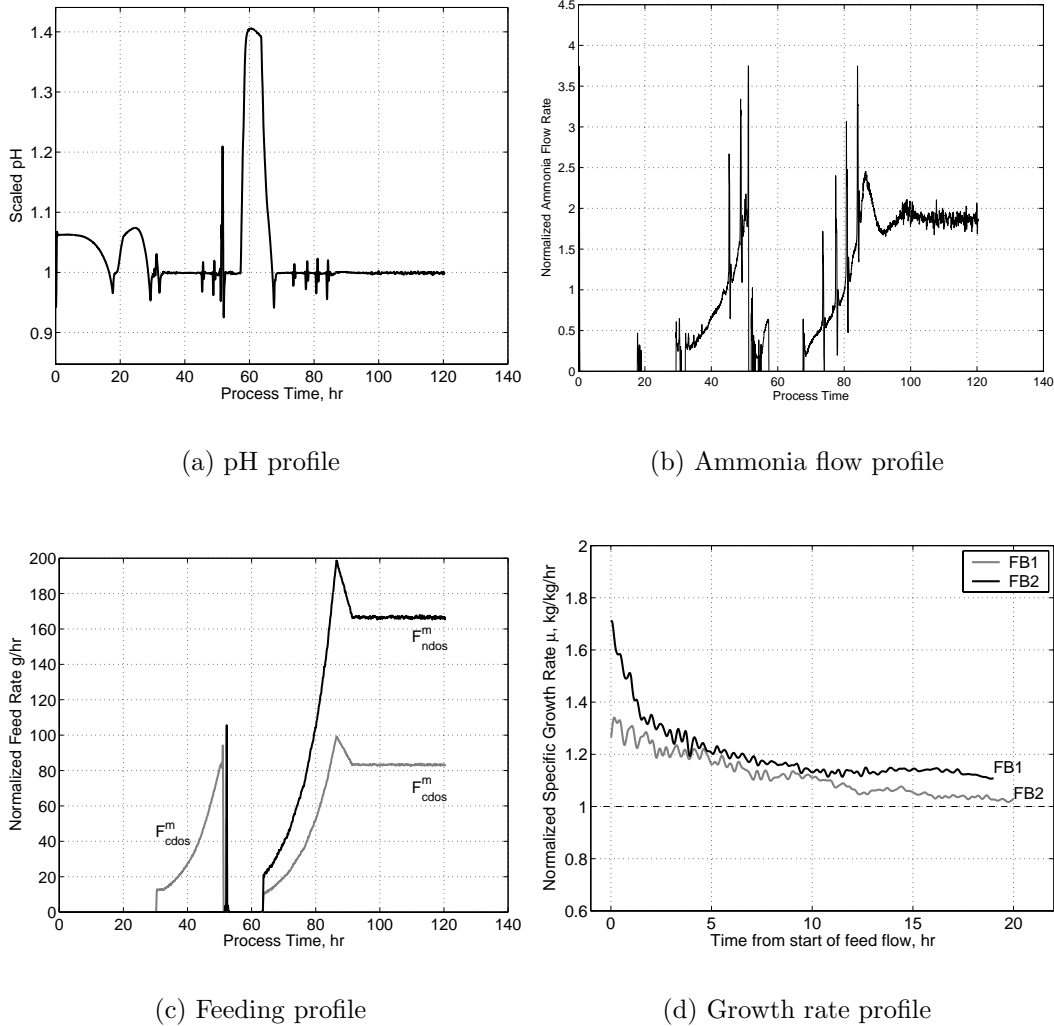 1.4
1.3
1.2
1.1
1
0.9
Scaled pH
0 20 40 60 80 100 120 140
Process Time, hr
(a) pH profile
4.5
4
3.5
3
2.5
2
1.5
1
0.5
0
Normalized Ammonia Flow Rate
0 20 40 60 80 100 120 140
Process Time
(b) Ammonia flow profile
200
180
160
140
120
100
80
60
40
20
0
Normalized Feed Rate g/hr
F^m_ndos
F^m_cdos
F^m_cdos
0 20 40 60 80 100 120 140
Process Time, hr
(c) Feeding profile
2
1.8
1.6
1.4
1.2
1
0.8
0.6
Normalized Specific Growth Rate μ, kg/kg/hr
FB1
FB2
FB1
FB2
0 5 10 15 20
Time from start of feed flow, hr
(d) Growth rate profile